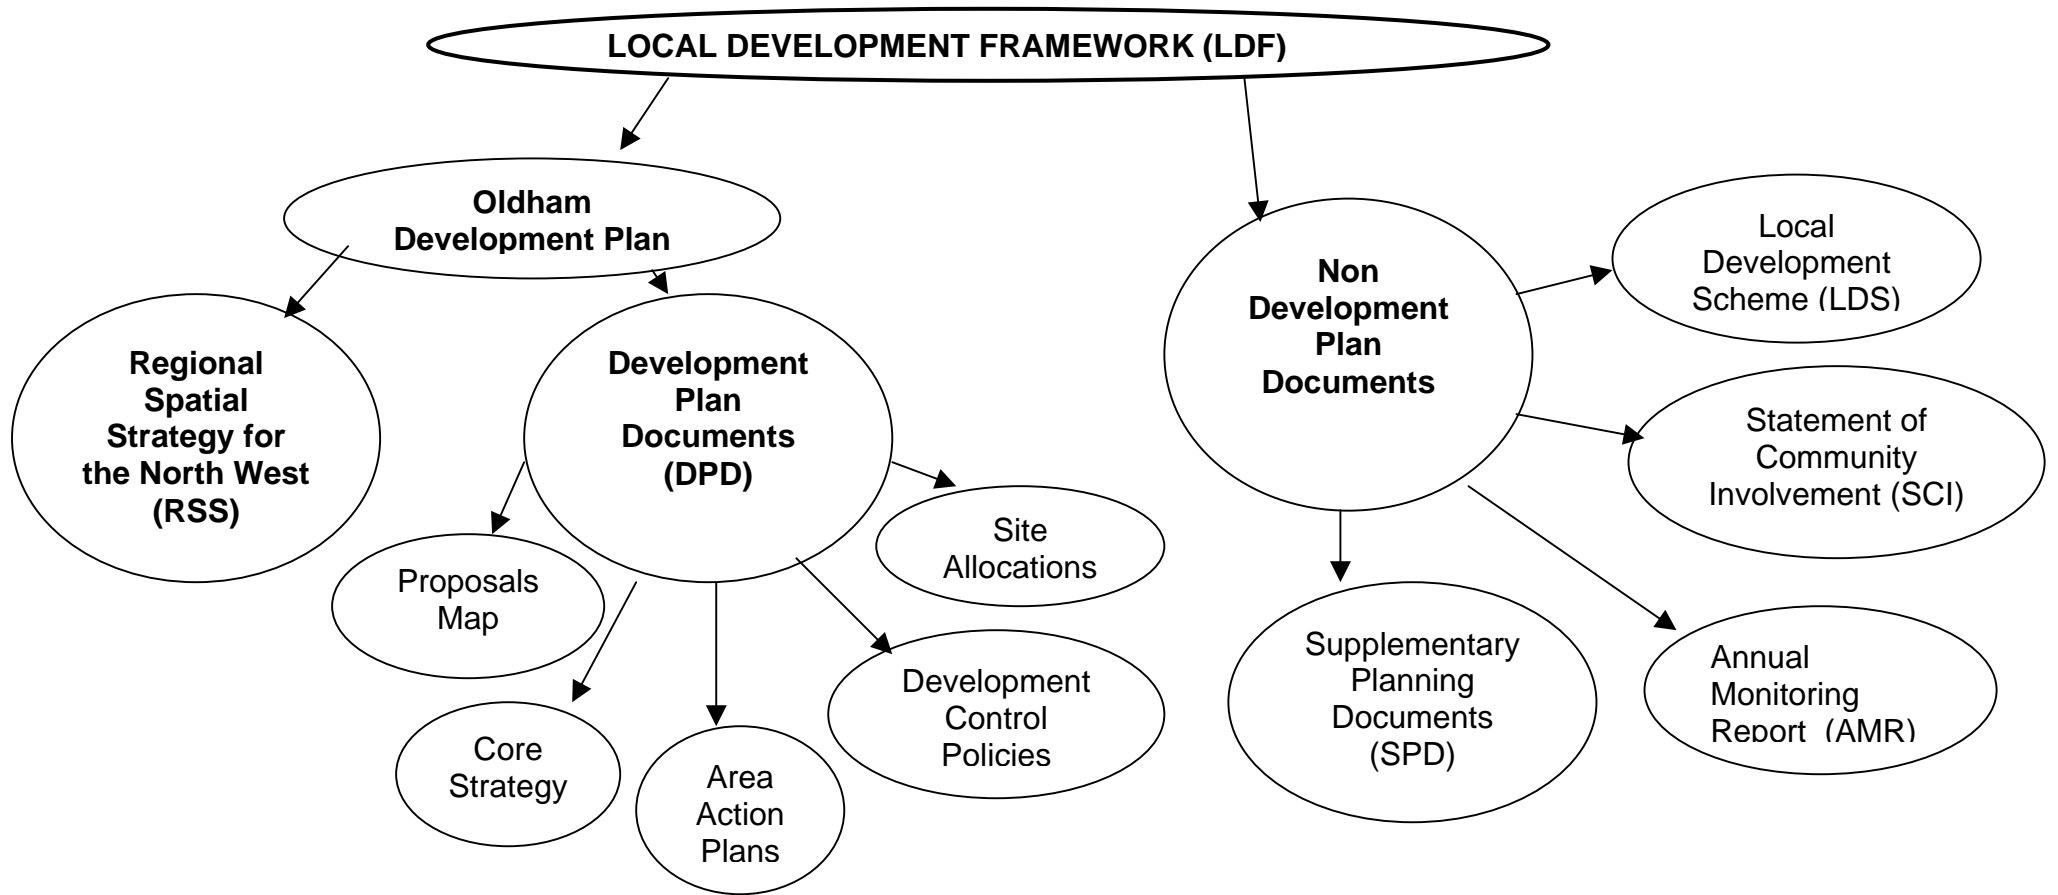 LOCAL DEVELOPMENT FRAMEWORK (LDF)
Oldham
Development Plan
Regional
Spatial
Strategy for
the North West
(RSS)
Development
Plan
Documents
(DPD)
Proposals
Map
Core
Strategy
Area
Action
Plans
Development
Control
Policies
Site
Allocations
Non
Development
Plan
Documents
Local
Development
Scheme (LDS)
Statement of
Community
Involvement (SCI)
Supplementary
Planning
Documents
(SPD)
Annual
Monitoring
Report (AMR)